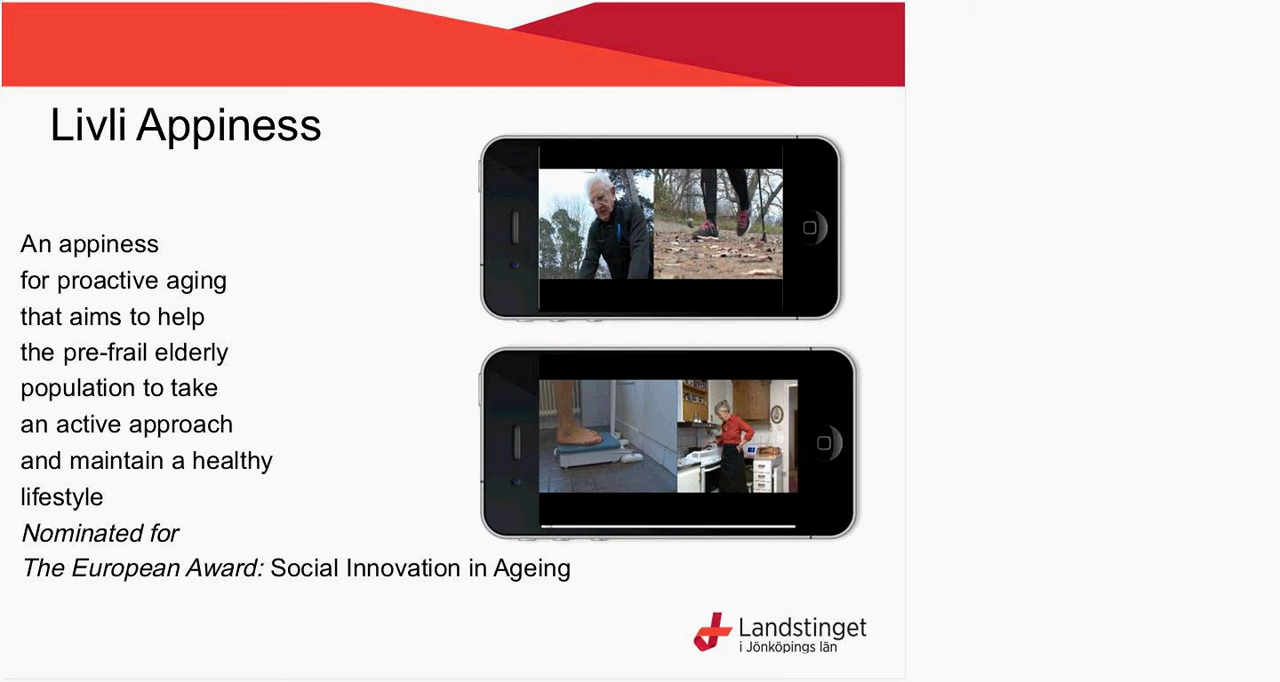 Livli Appiness
An appiness
for proactive aging
that aims to help
the pre-frail elderly
population to take
an active approach
and maintain a healthy
lifestyle
Nominated for
The European Award: Social Innovation in Ageing
Landstinget
i Jönköpings län